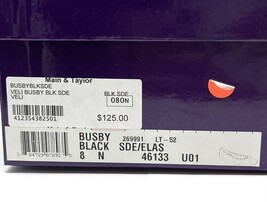 Main & Taylor
BUSBYBLKSDE
VELI BUSBY BLK SDE
VELI
BLK.SDE
080N
412354382501
$125.00
BUSBY 269991 LT-52
BLACK SDE/ELAS
8 N 46133 U01